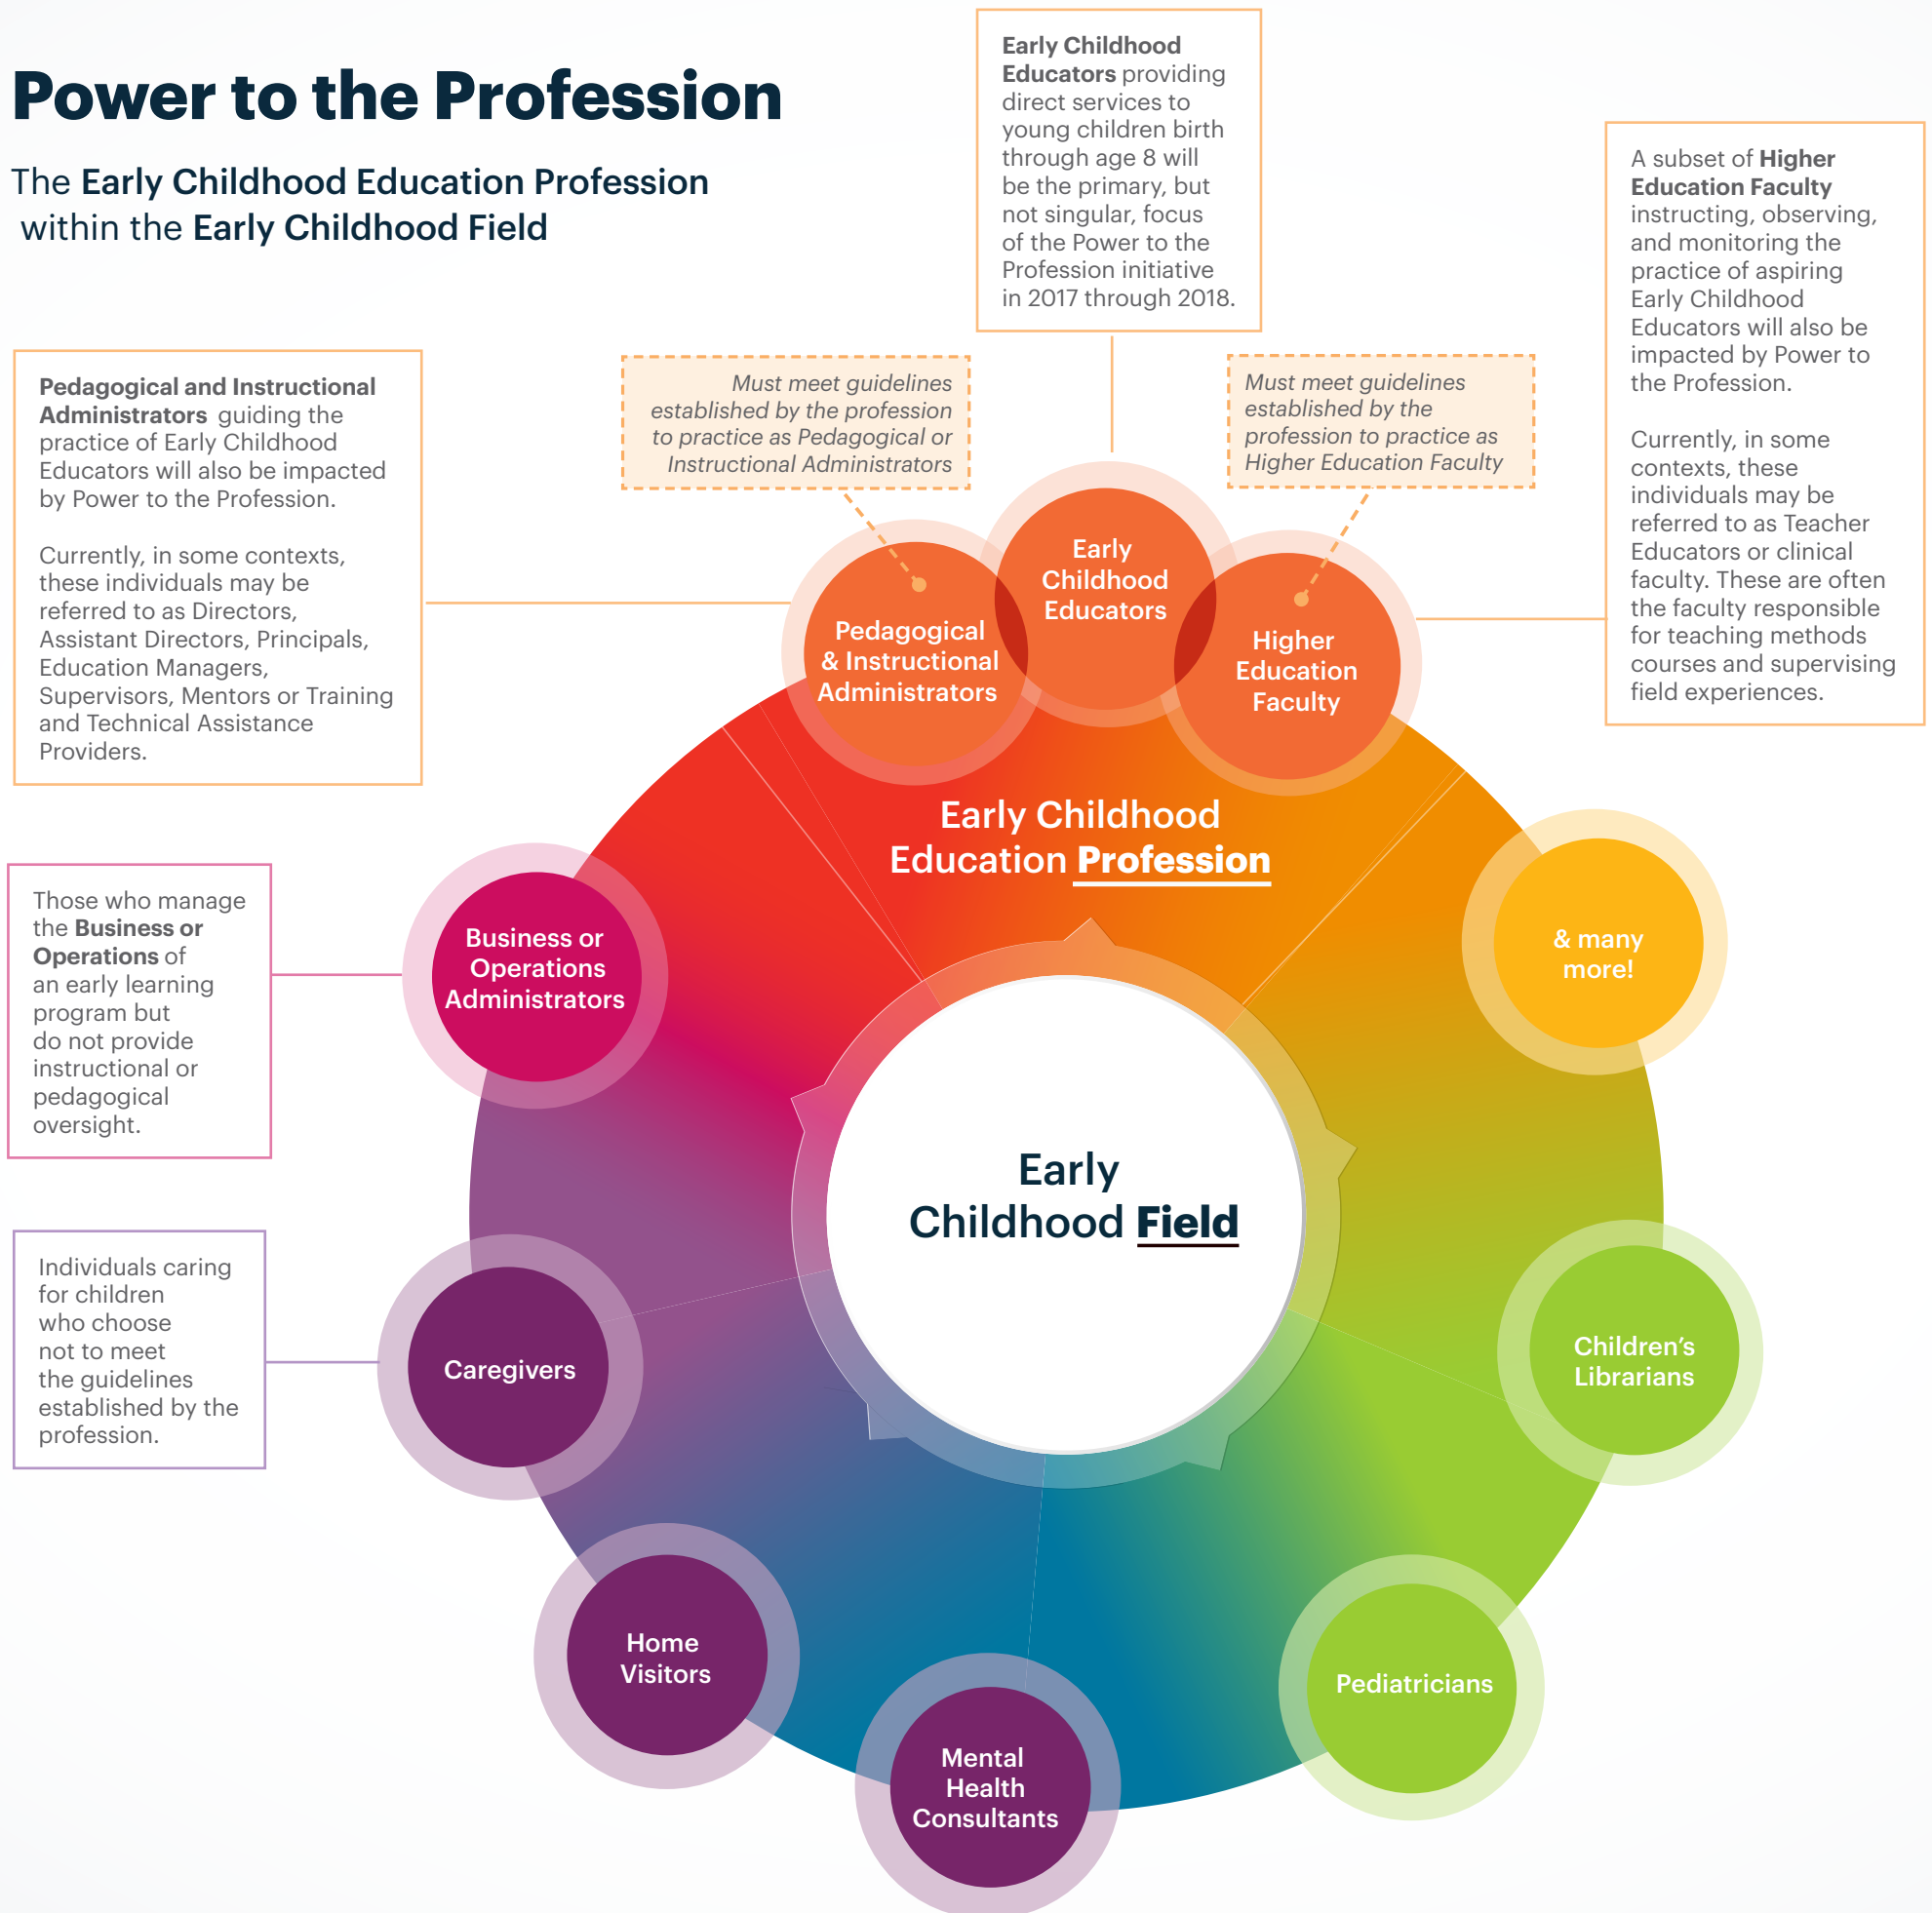 Power to the Profession
The Early Childhood Education Profession
within the Early Childhood Field
Early Childhood
Educators providing
direct services to
young children birth
through age 8 will
be the primary, but
not singular, focus
of the Power to the
Profession initiative
in 2017 through 2018.
A subset of Higher
Education Faculty
instructing, observing,
and monitoring the
practice of aspiring
Early Childhood
Educators will also be
impacted by Power to
the Profession.
Currently, in some
contexts, these
individuals may be
referred to as Teacher
Educators or clinical
faculty. These are often
the faculty responsible
for teaching methods
courses and supervising
field experiences.
Pedagogical and Instructional
Administrators guiding the
practice of Early Childhood
Educators will also be impacted
by Power to the Profession.
Currently, in some contexts,
these individuals may be
referred to as Directors,
Assistant Directors, Principals,
Education Managers,
Supervisors, Mentors or Training
and Technical Assistance
Providers.
Must meet guidelines
established by the profession
to practice as Pedagogical or
Instructional Administrators
Must meet guidelines
established by the
profession to practice as
Higher Education Faculty
Pedagogical
& Instructional
Administrators
Early
Childhood
Educators
Higher
Education
Faculty
Early Childhood
Education Profession
Those who manage
the Business or
Operations of
an early learning
program but
do not provide
instructional or
pedagogical
oversight.
Business or
Operations
Administrators
& many
more!
Early
Childhood Field
Individuals caring
for children
who choose
not to meet
the guidelines
established by the
profession.
Caregivers
Children's
Librarians
Home
Visitors
Pediatricians
Mental
Health
Consultants